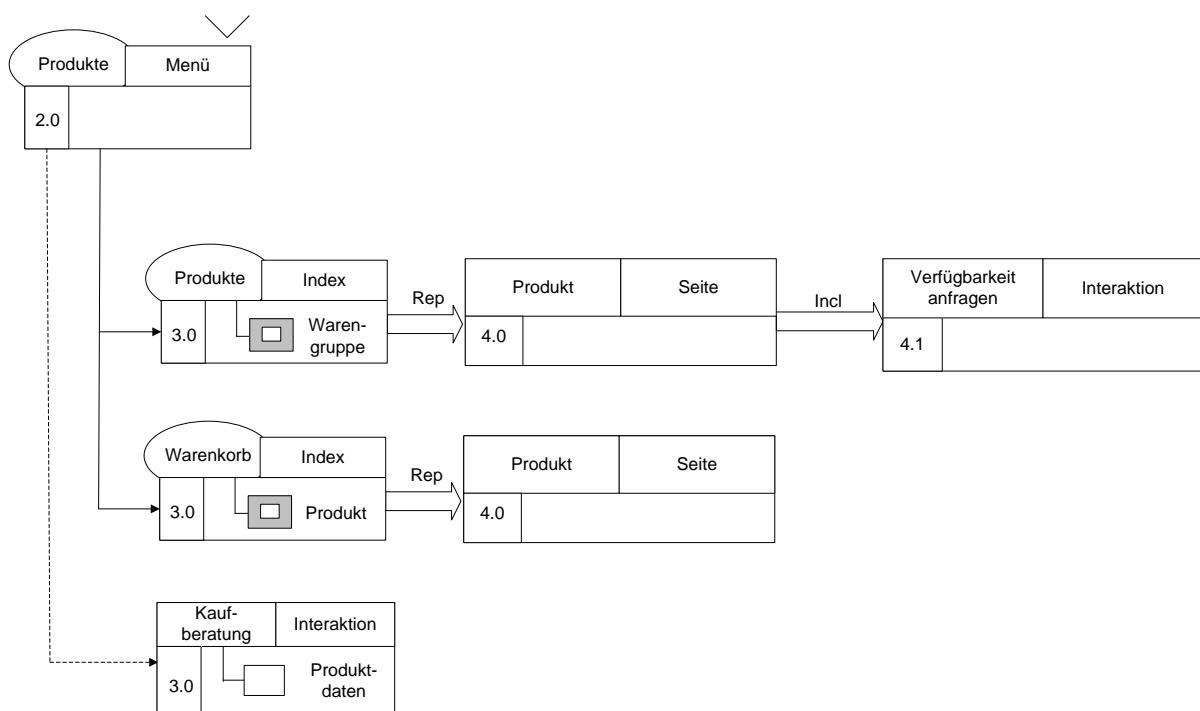 Produkte
Menü
2.0
Produkte
Index
3.0
Waren-
gruppe
Rep
Produkt
Seite
4.0
Incl
Verfügbarkeit
anfragen
Interaktion
4.1
Warenkorb
Index
3.0
Produkt
Rep
Produkt
Seite
4.0
Kauf-
beratung
Interaktion
3.0
Produkt-
daten